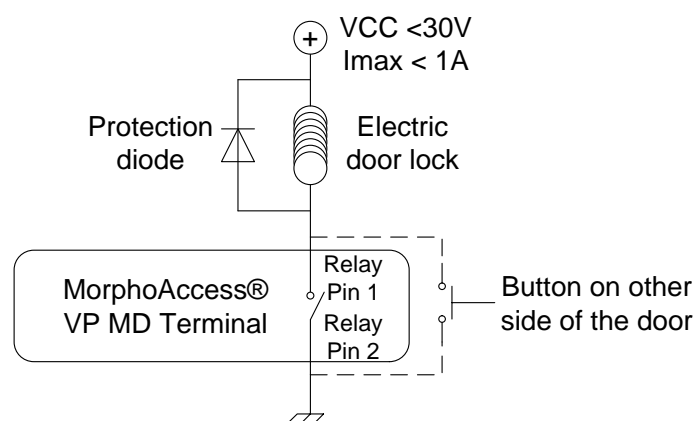 +
VCC <30V
Imax < 1A
Protection
diode
Electric
door lock
MorphoAccess®
VP MD Terminal
Relay
Pin 1
Relay
Pin 2
Button on other
side of the door